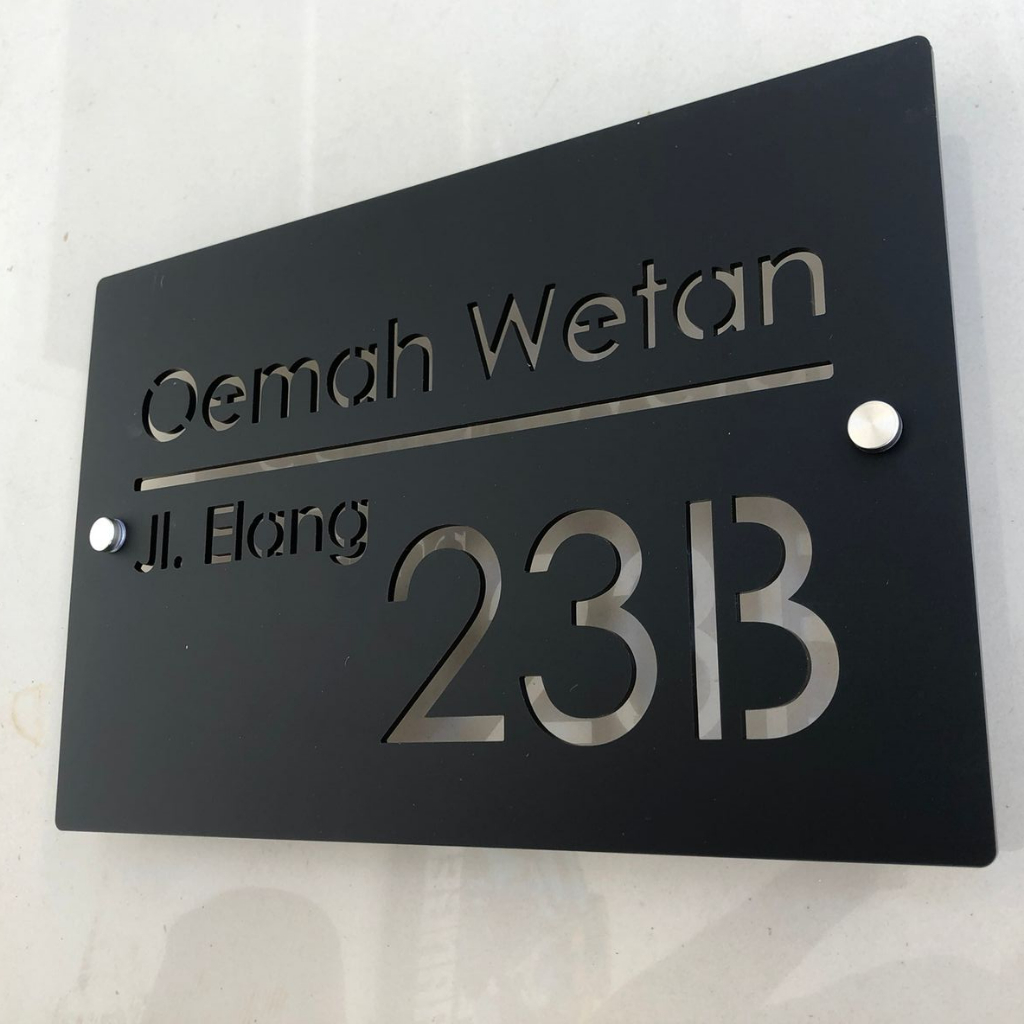 Oemah Wetan
Jl. Elang
23B